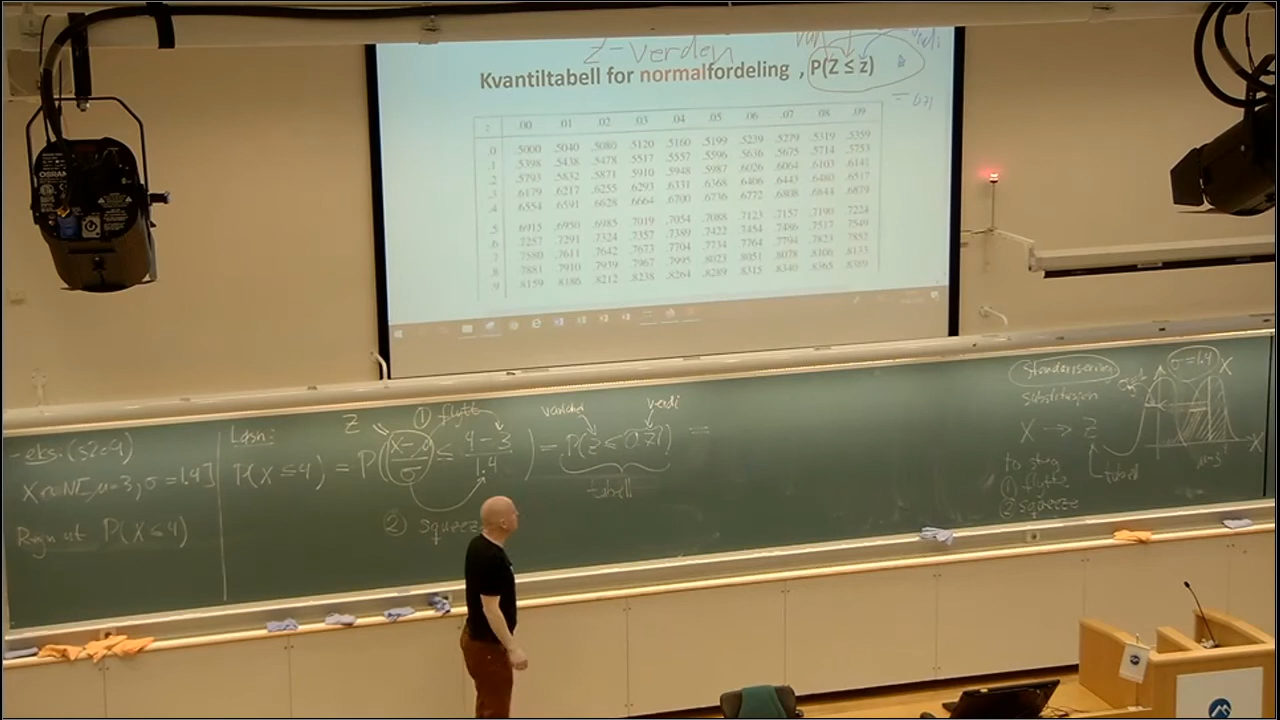 z-verdien
Kvantiltabell for normalfordeling , P(Z ≤ z)
z .00 .01 .02 .03 .04 .05 .06 .07 .08 .09
.0 .5000 .5040 .5080 .5120 .5160 .5199 .5239 .5279 .5319 .5359
.1 .5398 .5438 .5478 .5517 .5557 .5596 .5636 .5675 .5714 .5753
.2 .5793 .5832 .5871 .5910 .5948 .5987 .6026 .6064 .6103 .6141
.3 .6179 .6217 .6255 .6293 .6331 .6368 .6406 .6443 .6480 .6517
.4 .6554 .6591 .6628 .6664 .6700 .6736 .6772 .6808 .6844 .6879
.5 .6915 .6950 .6985 .7019 .7054 .7088 .7123 .7157 .7190 .7224
.6 .7257 .7291 .7324 .7357 .7389 .7422 .7454 .7486 .7517 .7549
.7 .7580 .7611 .7642 .7673 .7704 .7734 .7764 .7794 .7823 .7852
.8 .7881 .7910 .7939 .7967 .7995 .8023 .8051 .8078 .8106 .8133
.9 .8159 .8186 .8212 .8238 .8264 .8289 .8315 .8340 .8365 .8389
OSRAM
- eks. (s209)
X ~ N[μ=3, σ=1.4]
Regn ut P(X ≤ 4)
Løsn:
Z ① flytt
P(X ≤ 4) = P( (X-μ)/σ ≤ (4-3)/1.4 ) = P(Z ≤ 0.71) =
② squeeze
variabel verdi
tabell
Standardisering
substitusjon
X → Z
to steg
① flytte
② squeeze
tabell
σ=1.4 X
X